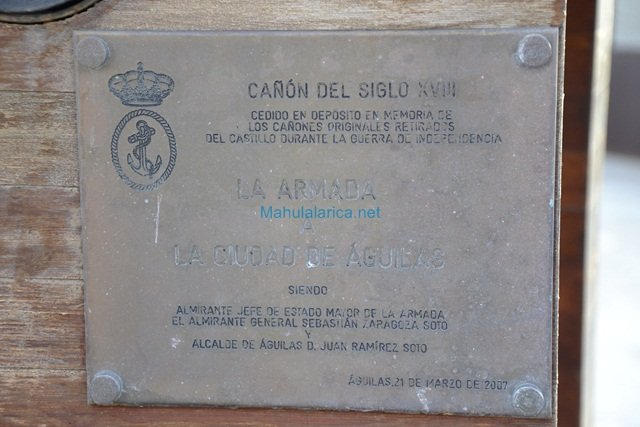 CAÑÓN DEL SIGLO XVIII
CEDIDO EN DEPÓSITO EN MEMORIA DE
LOS CAÑONES ORIGINALES RETIRADOS
DEL CASTILLO DURANTE LA GUERRA DE INDEPENDENCIA
LA ARMADA
Mahulalarica.net
A
LA CIUDAD DE ÁGUILAS
SIENDO
ALMIRANTE JEFE DE ESTADO MAYOR DE LA ARMADA
EL ALMIRANTE GENERAL SEBASTIÁN ZARAGOZA SOTO
Y
ALCALDE DE ÁGUILAS D. JUAN RAMÍREZ SOTO
ÁGUILAS,21 DE MARZO DE 2007